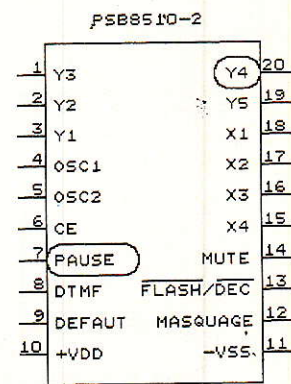 PSB8510-2
1 Y3 Y4 20
2 Y2 Y5 19
3 Y1 X1 18
4 OSC1 X2 17
5 OSC2 X3 16
6 CE X4 15
7 PAUSE MUTE 14
8 DTMF FLASH/DEC 13
9 DEFAUT MASQUAGE 12
10 +VDD -VSS 11